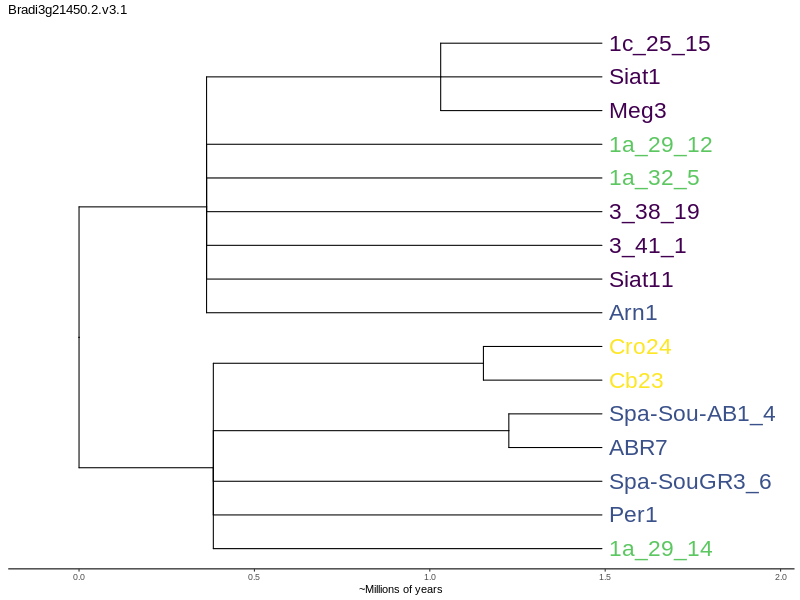 Bradi3g21450.2.v3.1
1c_25_15
Siat1
Meg3
1a_29_12
1a_32_5
3_38_19
3_41_1
Siat11
Arn1
Cro24
Cb23
Spa-Sou-AB1_4
ABR7
Spa-SouGR3_6
Per1
1a_29_14
0.0 0.5 1.0 1.5 2.0
~Millions of years